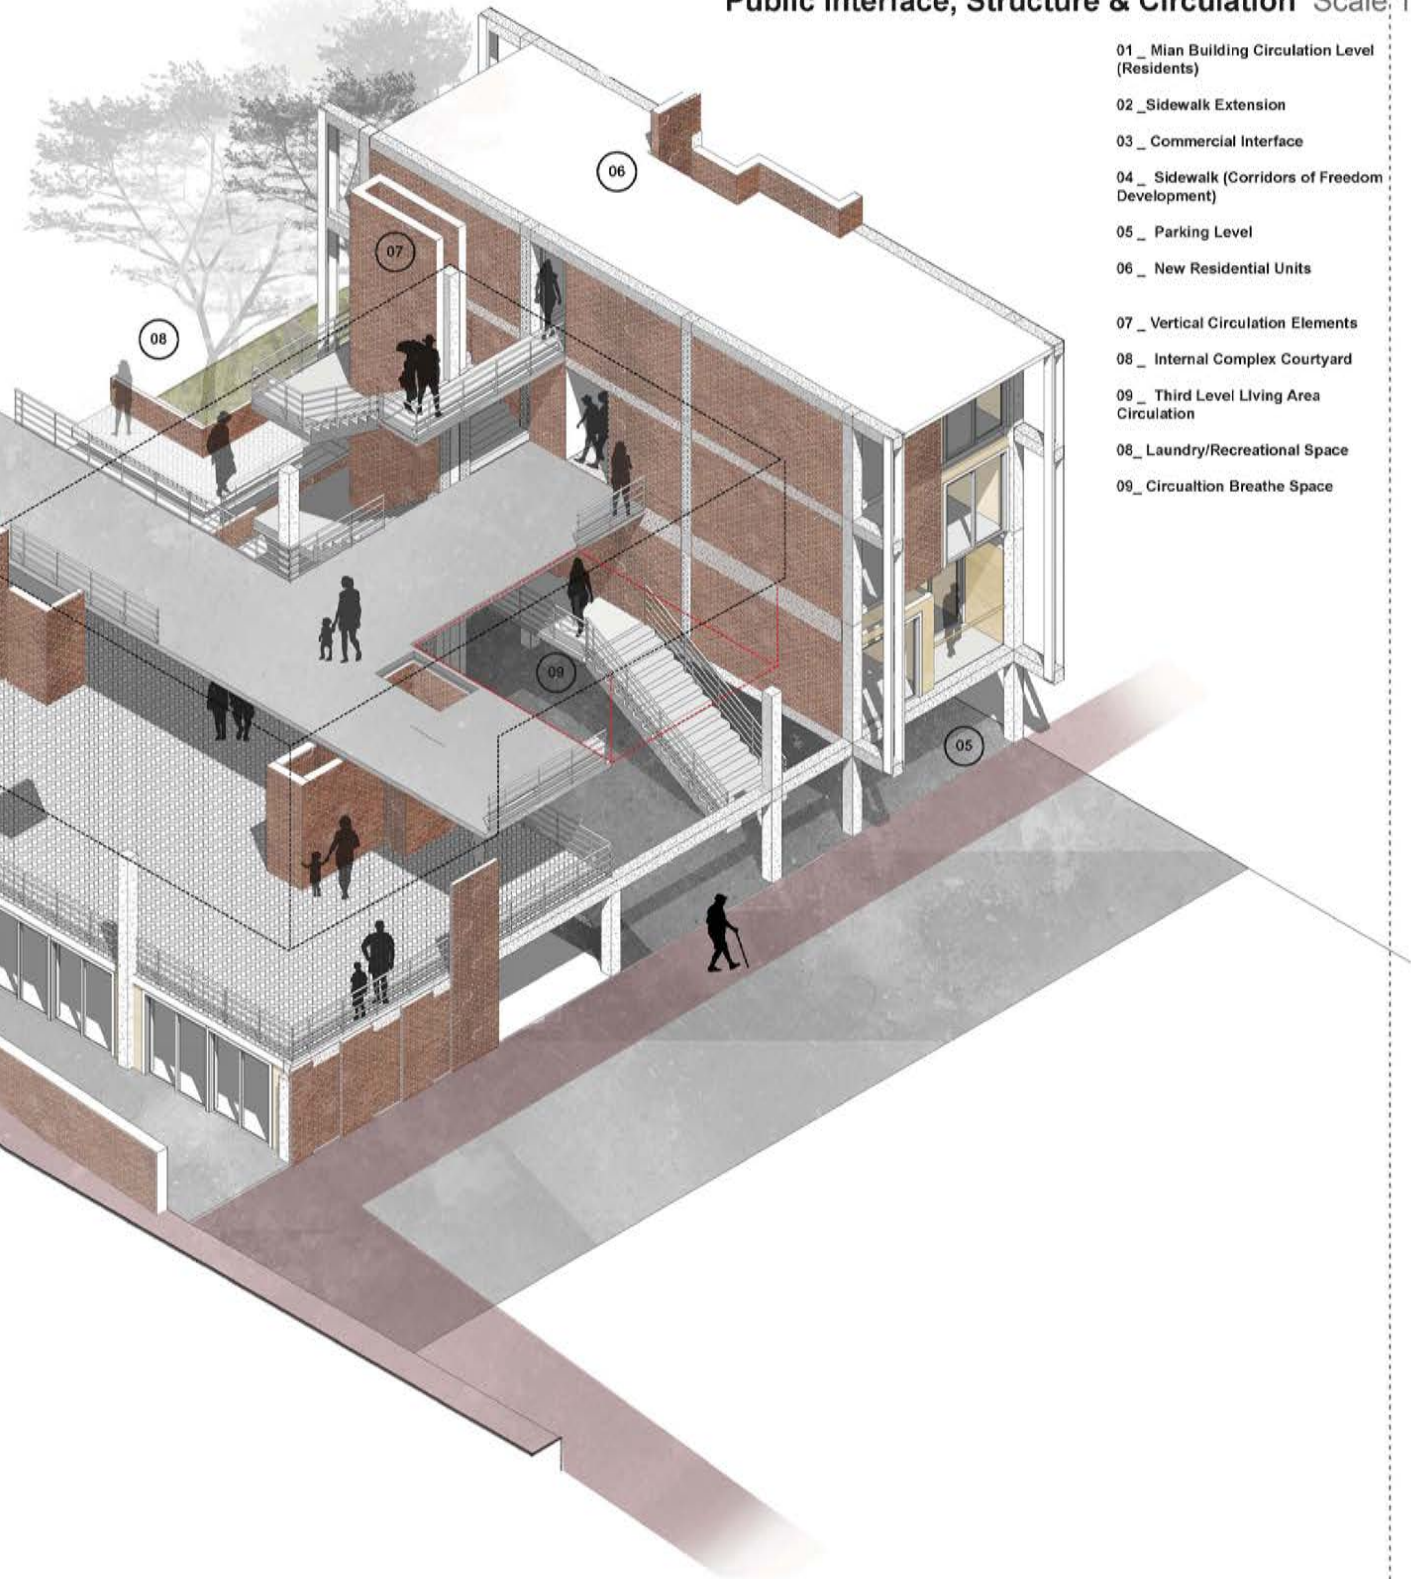 Public Interface, Structure & Circulation Scale 1
01 _ Mian Building Circulation Level
(Residents)
02 _Sidewalk Extension
03 _ Commercial Interface
04 _ Sidewalk (Corridors of Freedom
Development)
05 _ Parking Level
06 _ New Residential Units
07 _ Vertical Circulation Elements
08 _ Internal Complex Courtyard
09 _ Third Level LIving Area
Circulation
08_ Laundry/Recreational Space
09_ Circualtion Breathe Space
06
07
08
09
05